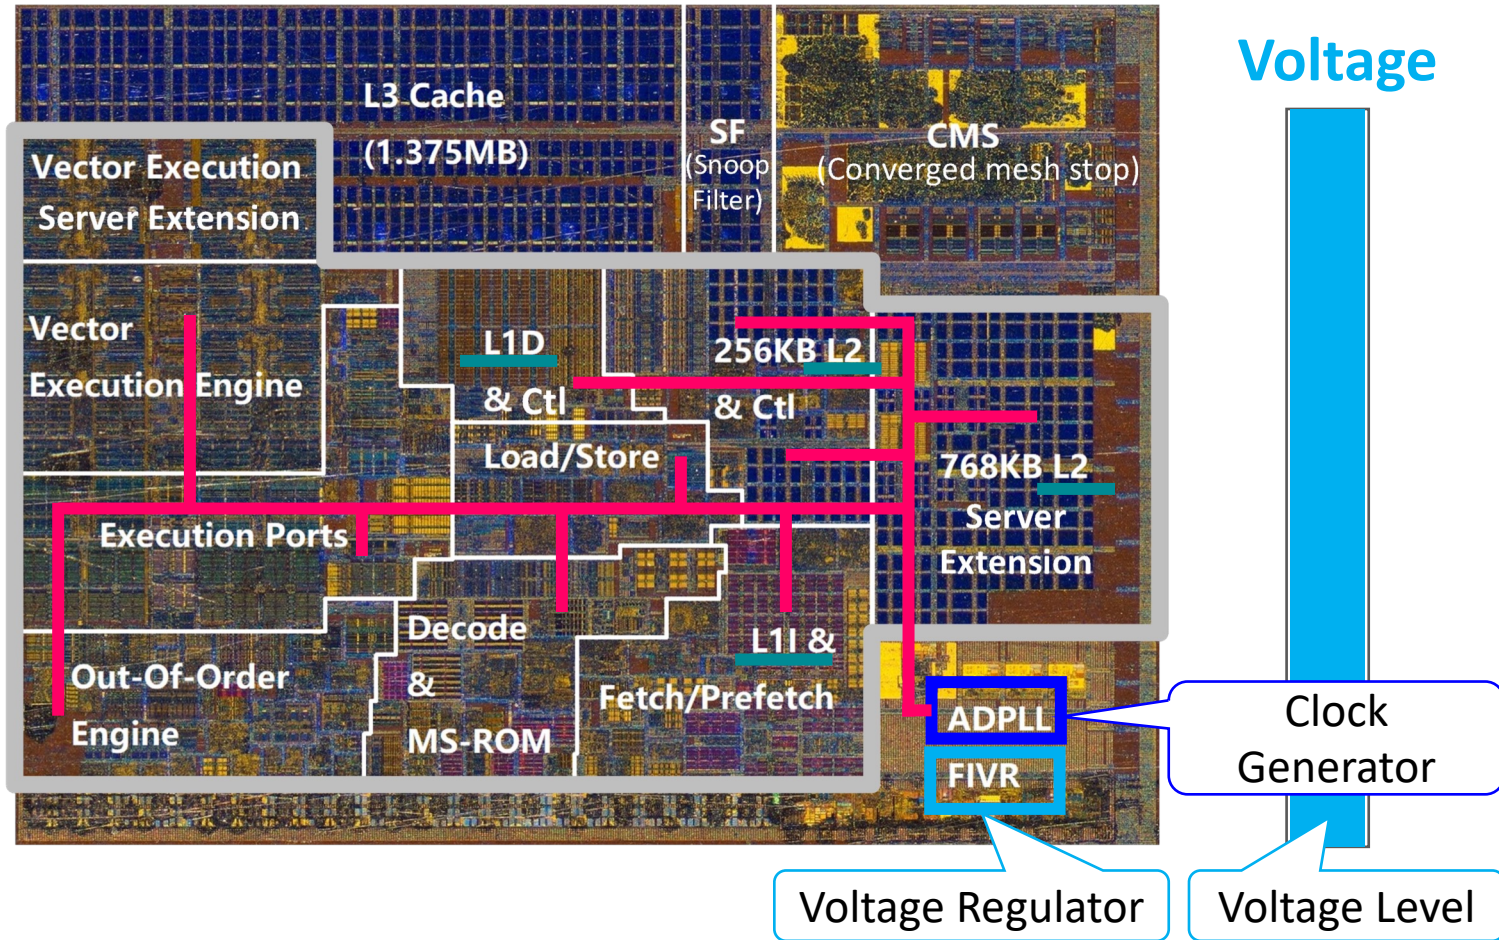 L3 Cache
(1.375MB)
SF
(Snoop
Filter)
CMS
(Converged mesh stop)
Voltage
Vector Execution
Server Extension
Vector
Execution Engine
L1D
& Ctl
256KB L2
& Ctl
Load/Store
768KB L2
Server
Extension
Execution Ports
Out-Of-Order
Engine
Decode
&
MS-ROM
L1I &
Fetch/Prefetch
ADPLL
FIVR
Clock
Generator
Voltage Regulator
Voltage Level